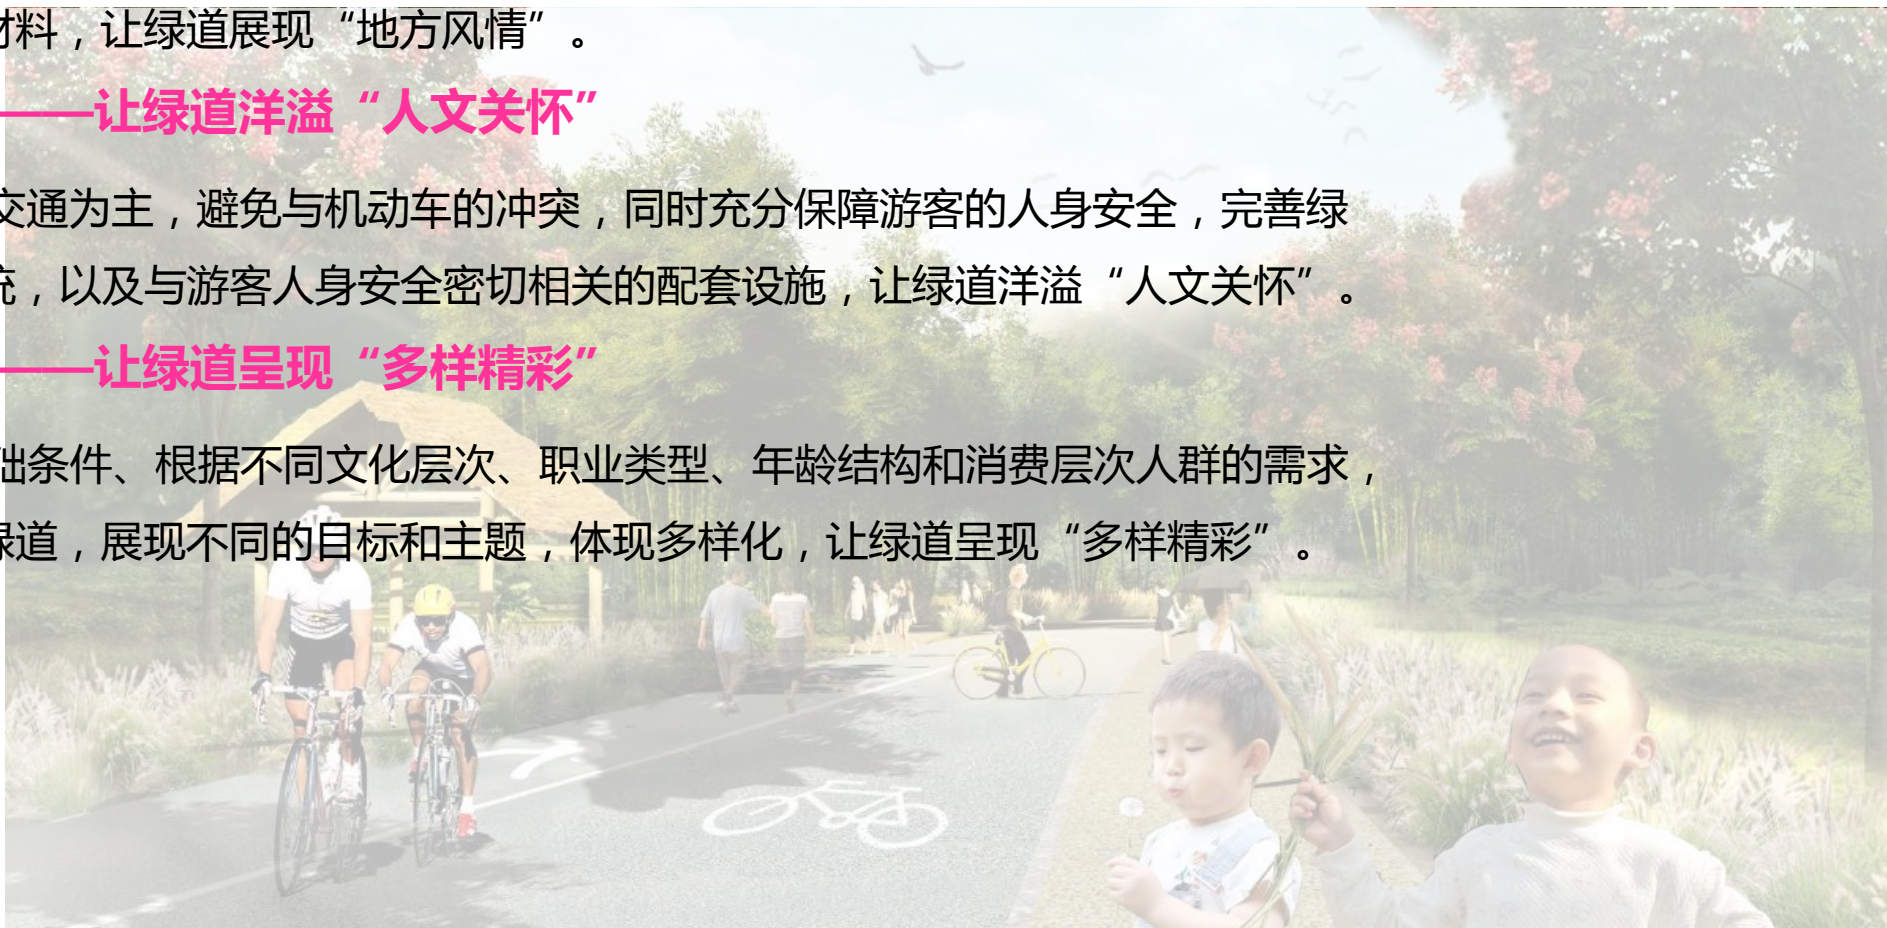 材料，让绿道展现“地方风情”。
——让绿道洋溢“人文关怀”
交通为主，避免与机动车的冲突，同时充分保障游客的人身安全，完善绿
统，以及与游客人身安全密切相关的配套设施，让绿道洋溢“人文关怀”。
——让绿道呈现“多样精彩”
础条件、根据不同文化层次、职业类型、年龄结构和消费层次人群的需求，
绿道，展现不同的目标和主题，体现多样化，让绿道呈现“多样精彩”。